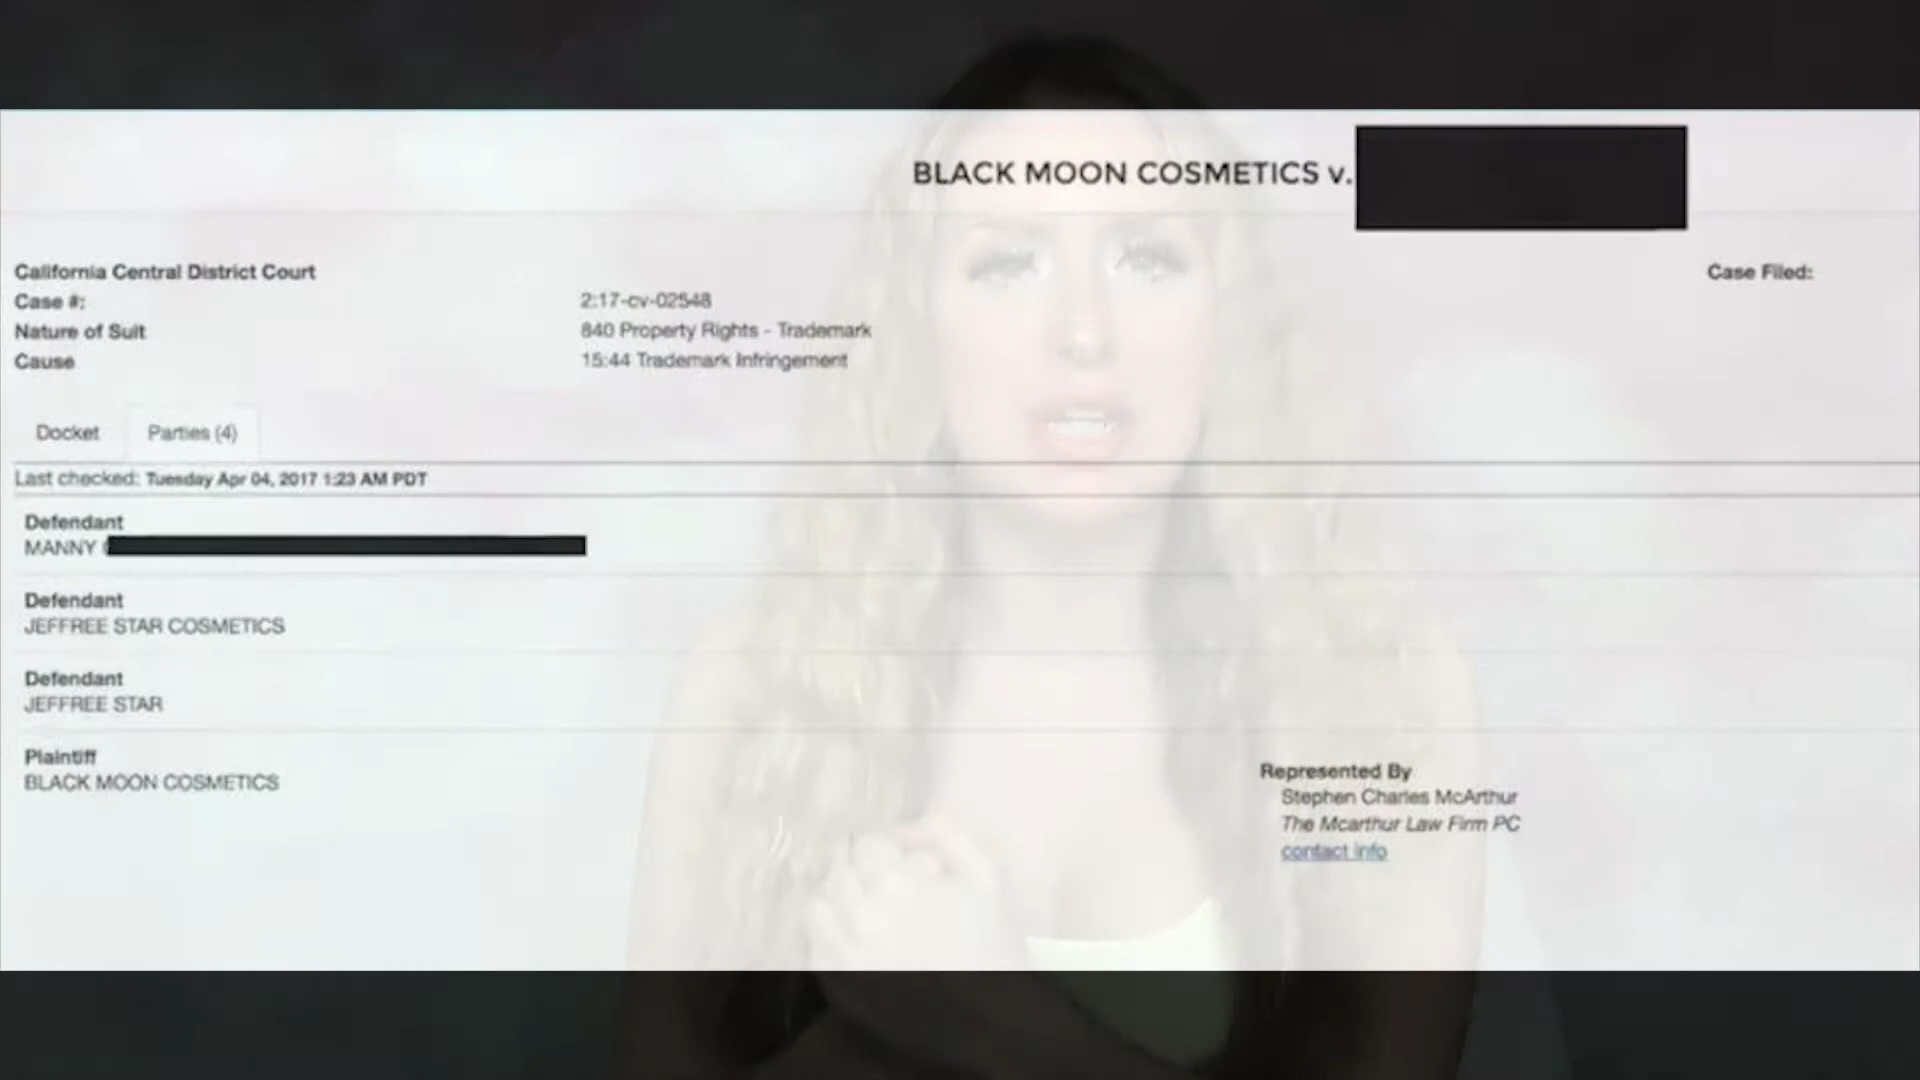 BLACK MOON COSMETICS v.
California Central District Court
Case Filed:
Case #:
2:17-cv-02548
Nature of Suit
840 Property Rights - Trademark
Cause
15:44 Trademark Infringement
Docket
Parties (4)
Last checked: Tuesday Apr 04, 2017 1:23 AM PDT
Defendant
MANNY
Defendant
JEFFREE STAR COSMETICS
Defendant
JEFFREE STAR
Plaintiff
BLACK MOON COSMETICS
Represented By
Stephen Charles McArthur
The Mcarthur Law Firm PC
contact info